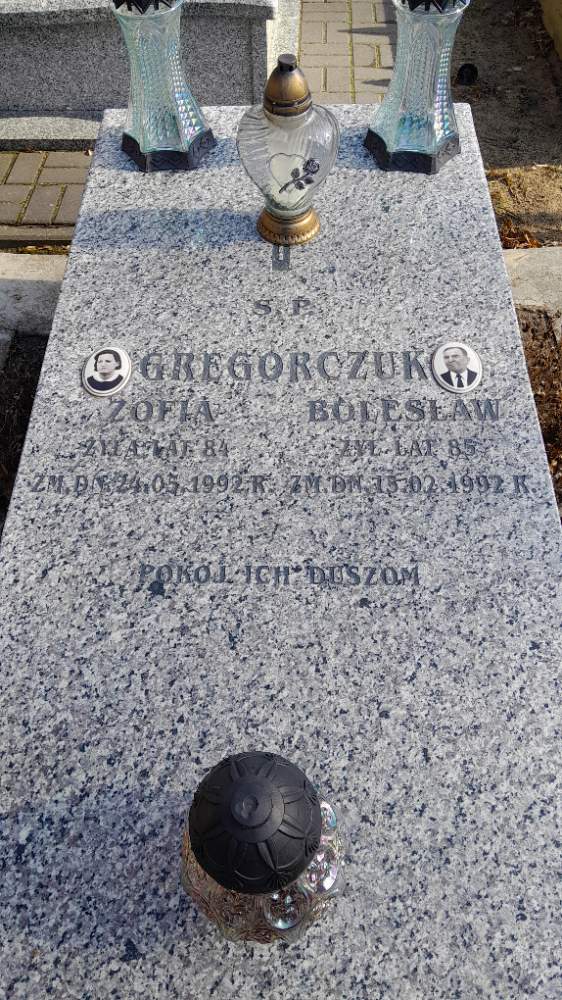 Ś. P.
GREGORCZUK
ZOFIA BOLESŁAW
ŻYŁA LAT 84 ŻYŁ LAT 85
ZM. DN. 24.05.1992 R. ZM. DN. 15.02.1992 R.
POKÓJ ICH DUSZOM